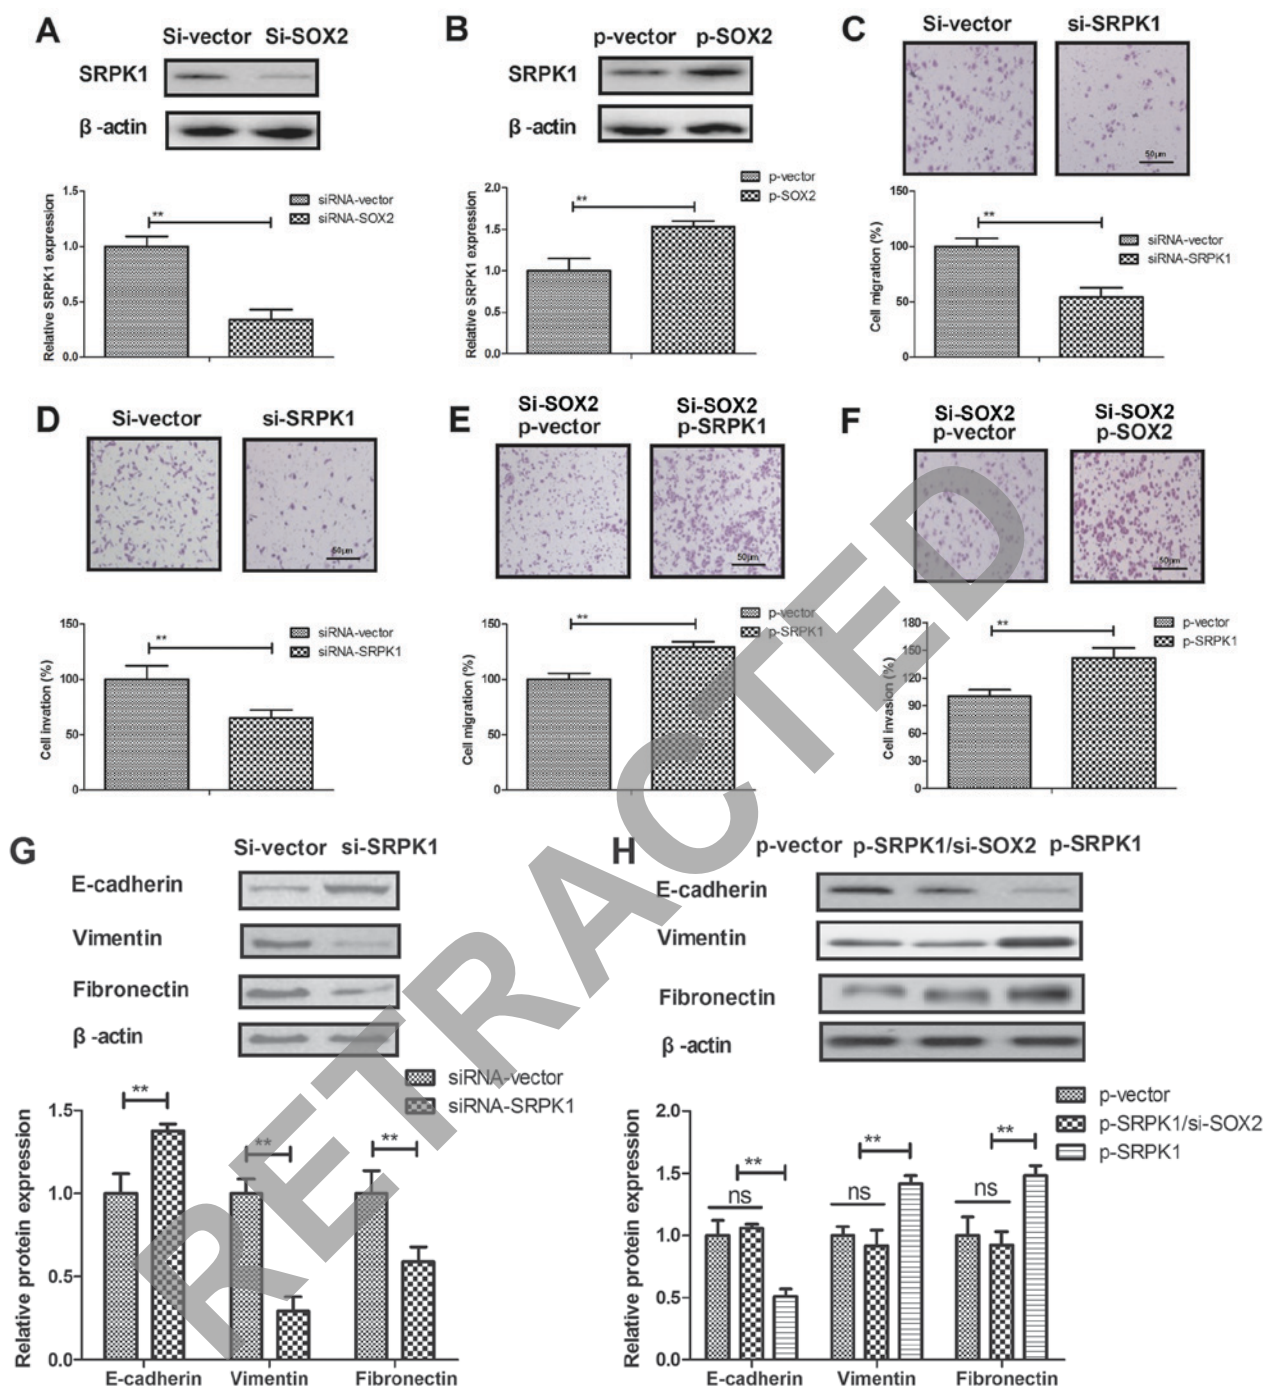 A
Si-vector Si-SOX2
SRPK1
β -actin
1.5
1.0
0.5
0.0
Relative SRPK1 expression
**
siRNA-vector
siRNA-SOX2
B
p-vector p-SOX2
SRPK1
β -actin
2.0
1.5
1.0
0.5
0.0
Relative SRPK1 expression
**
p-vector
p-SOX2
C
Si-vector si-SRPK1
50μm
150
100
50
0
Cell migration (%)
**
siRNA-vector
siRNA-SRPK1
D
Si-vector si-SRPK1
50μm
150
100
50
0
Cell invation (%)
**
siRNA-vector
siRNA-SRPK1
E
Si-SOX2 Si-SOX2
p-vector p-SRPK1
50μm
150
100
50
0
Cell migration (%)
**
p-vector
p-SRPK1
F
Si-SOX2 Si-SOX2
p-vector p-SOX2
50μm
180
150
120
90
60
30
0
Cell invasion (%)
**
p-vector
p-SRPK1
G
Si-vector si-SRPK1
E-cadherin
Vimentin
Fibronectin
β -actin
siRNA-vector
siRNA-SRPK1
1.5
1.0
0.5
0.0
Relative protein expression
** ** **
E-cadherin Vimentin Fibronectin
H
p-vector p-SRPK1/si-SOX2 p-SRPK1
E-cadherin
Vimentin
Fibronectin
β -actin
p-vector
p-SRPK1/si-SOX2
p-SRPK1
2.0
1.5
1.0
0.5
0.0
Relative protein expression
** ** **
ns ns ns
E-cadherin Vimentin Fibronectin
RETRACTED